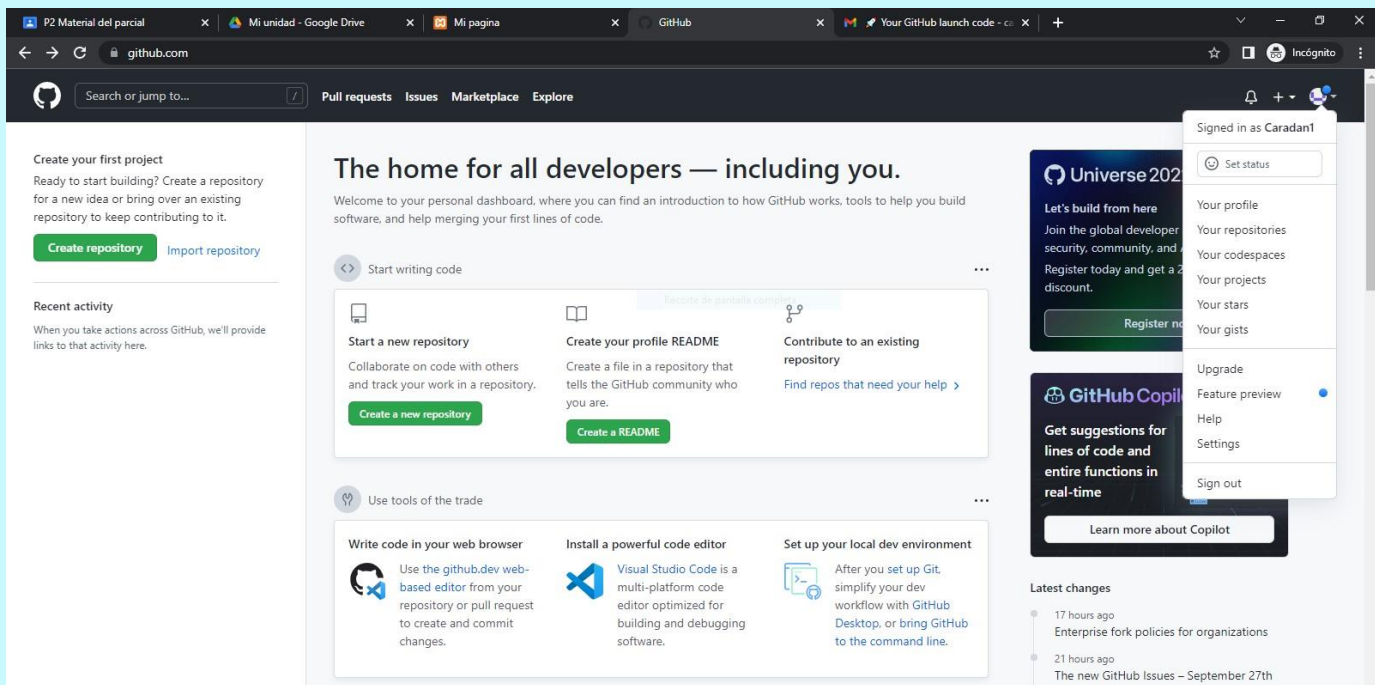 P2 Material del parcial
Mi unidad - Google Drive
Mi pagina
GitHub
Your GitHub launch code - ca
github.com
Incógnito
Search or jump to...
/
Pull requests Issues Marketplace Explore
Signed in as Caradan1
Set status
Your profile
Your repositories
Your codespaces
Your projects
Your stars
Your gists
Upgrade
Feature preview
Help
Settings
Sign out
Create your first project
Ready to start building? Create a repository
for a new idea or bring over an existing
repository to keep contributing to it.
Create repository Import repository
Recent activity
When you take actions across GitHub, we'll provide
links to that activity here.
The home for all developers — including you.
Welcome to your personal dashboard, where you can find an introduction to how GitHub works, tools to help you build
software, and help merging your first lines of code.
Start writing code
Recorte de pantalla completa
Start a new repository
Collaborate on code with others
and track your work in a repository.
Create a new repository
Create your profile README
Create a file in a repository that
tells the GitHub community who
you are.
Create a README
Contribute to an existing
repository
Find repos that need your help
Use tools of the trade
Write code in your web browser
Use the github.dev web-
based editor from your
repository or pull request
to create and commit
changes.
Install a powerful code editor
Visual Studio Code is a
multi-platform code
editor optimized for
building and debugging
software.
Set up your local dev environment
After you set up Git,
simplify your dev
workflow with GitHub
Desktop, or bring GitHub
to the command line.
Universe 202
Let's build from here
Join the global developer
security, community, and
Register today and get a 2
discount.
Register no
GitHub Copil
Get suggestions for
lines of code and
entire functions in
real-time
Learn more about Copilot
Latest changes
17 hours ago
Enterprise fork policies for organizations
21 hours ago
The new GitHub Issues – September 27th